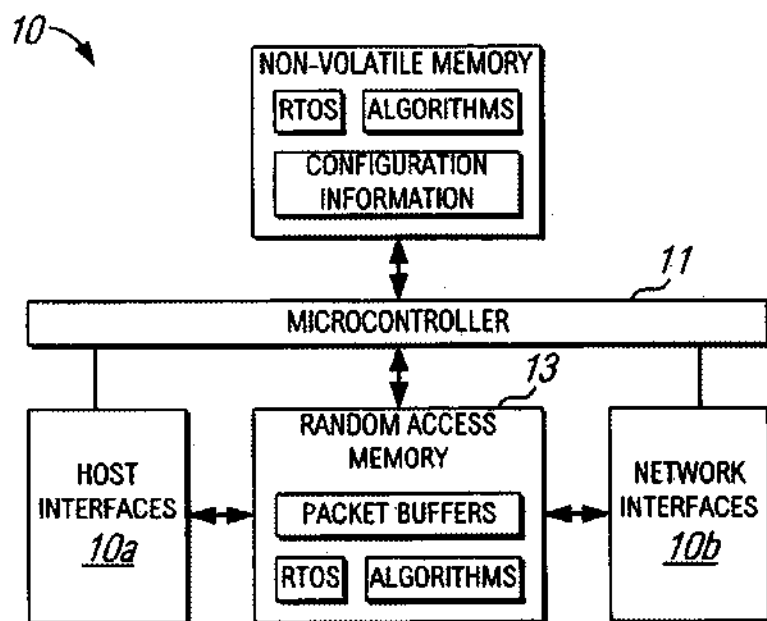 10
NON-VOLATILE MEMORY
RTOS
ALGORITHMS
CONFIGURATION
INFORMATION
11
MICROCONTROLLER
13
HOST
INTERFACES
10a
RANDOM ACCESS
MEMORY
PACKET BUFFERS
RTOS
ALGORITHMS
NETWORK
INTERFACES
10b